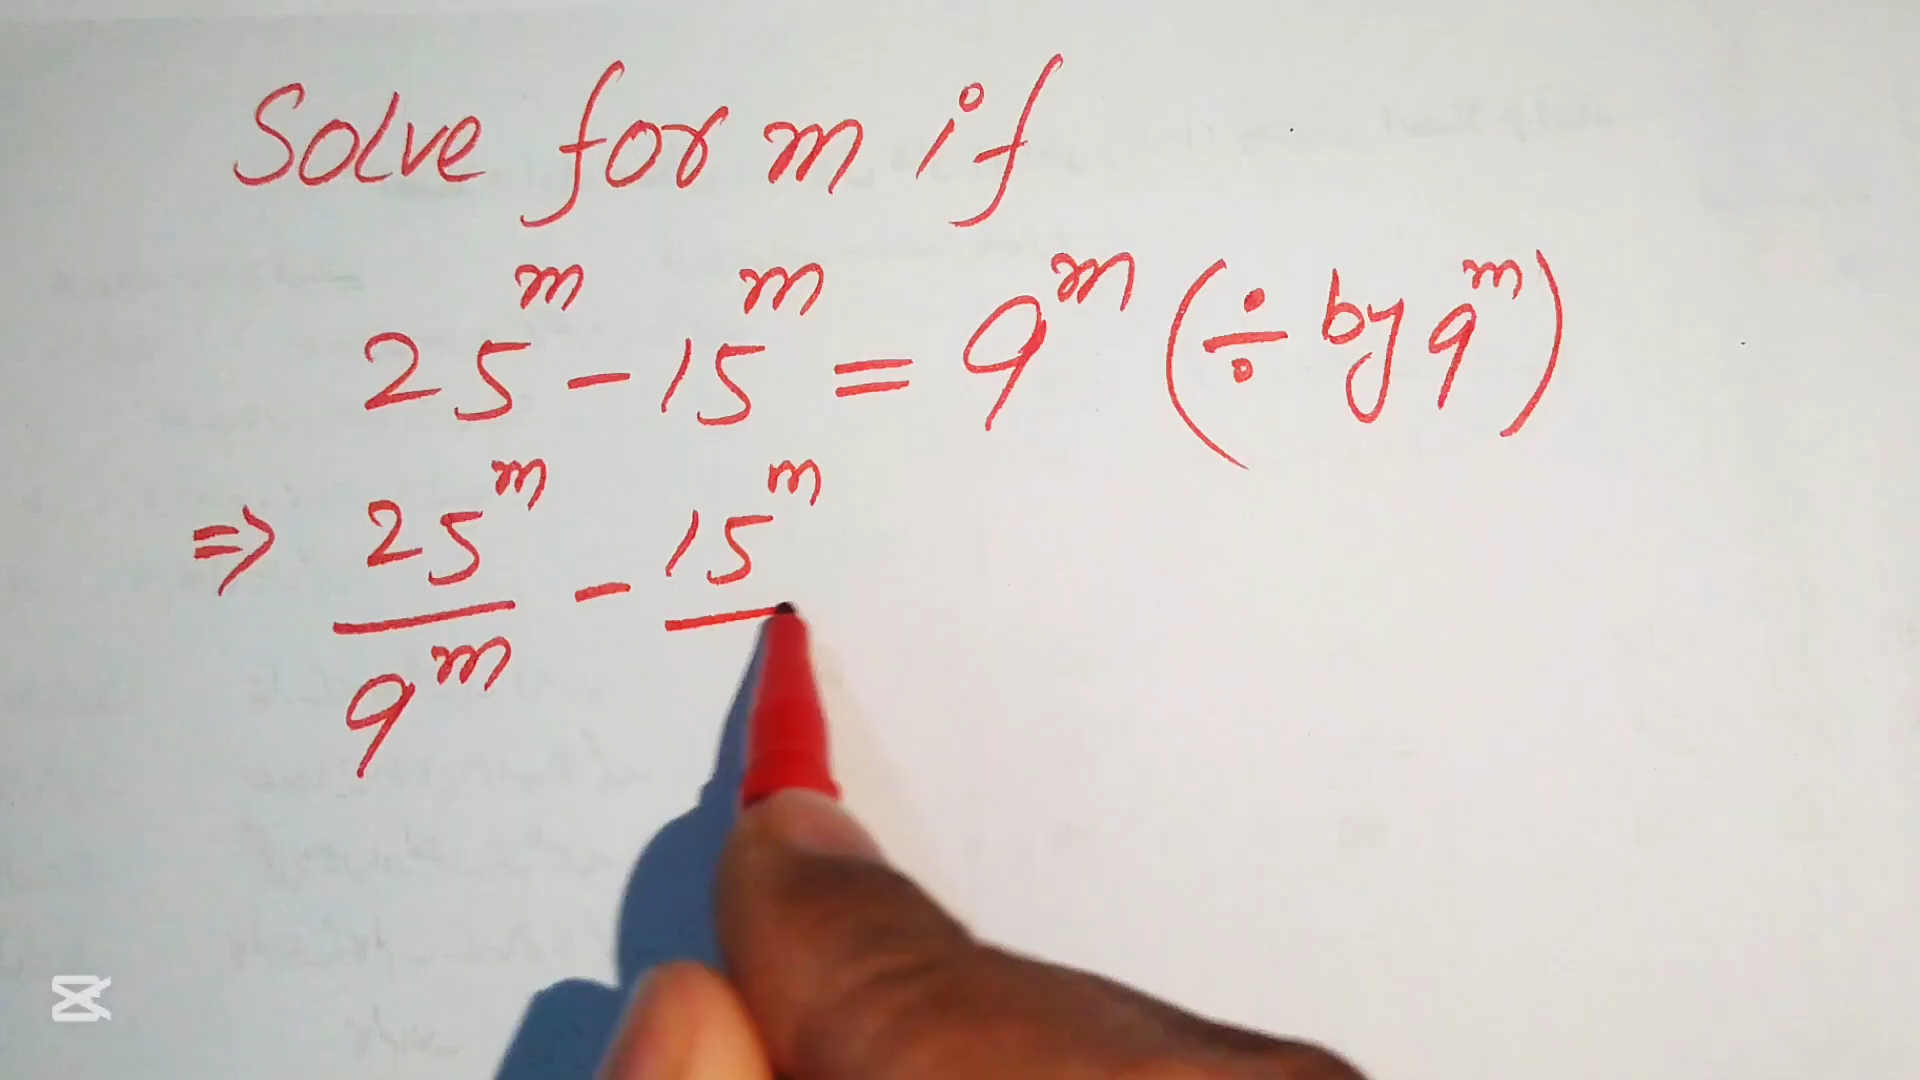 Solve for m if
25^m - 15^m = 9^m (÷ by 9^m)
⇒ 25^m/9^m - 15^m/